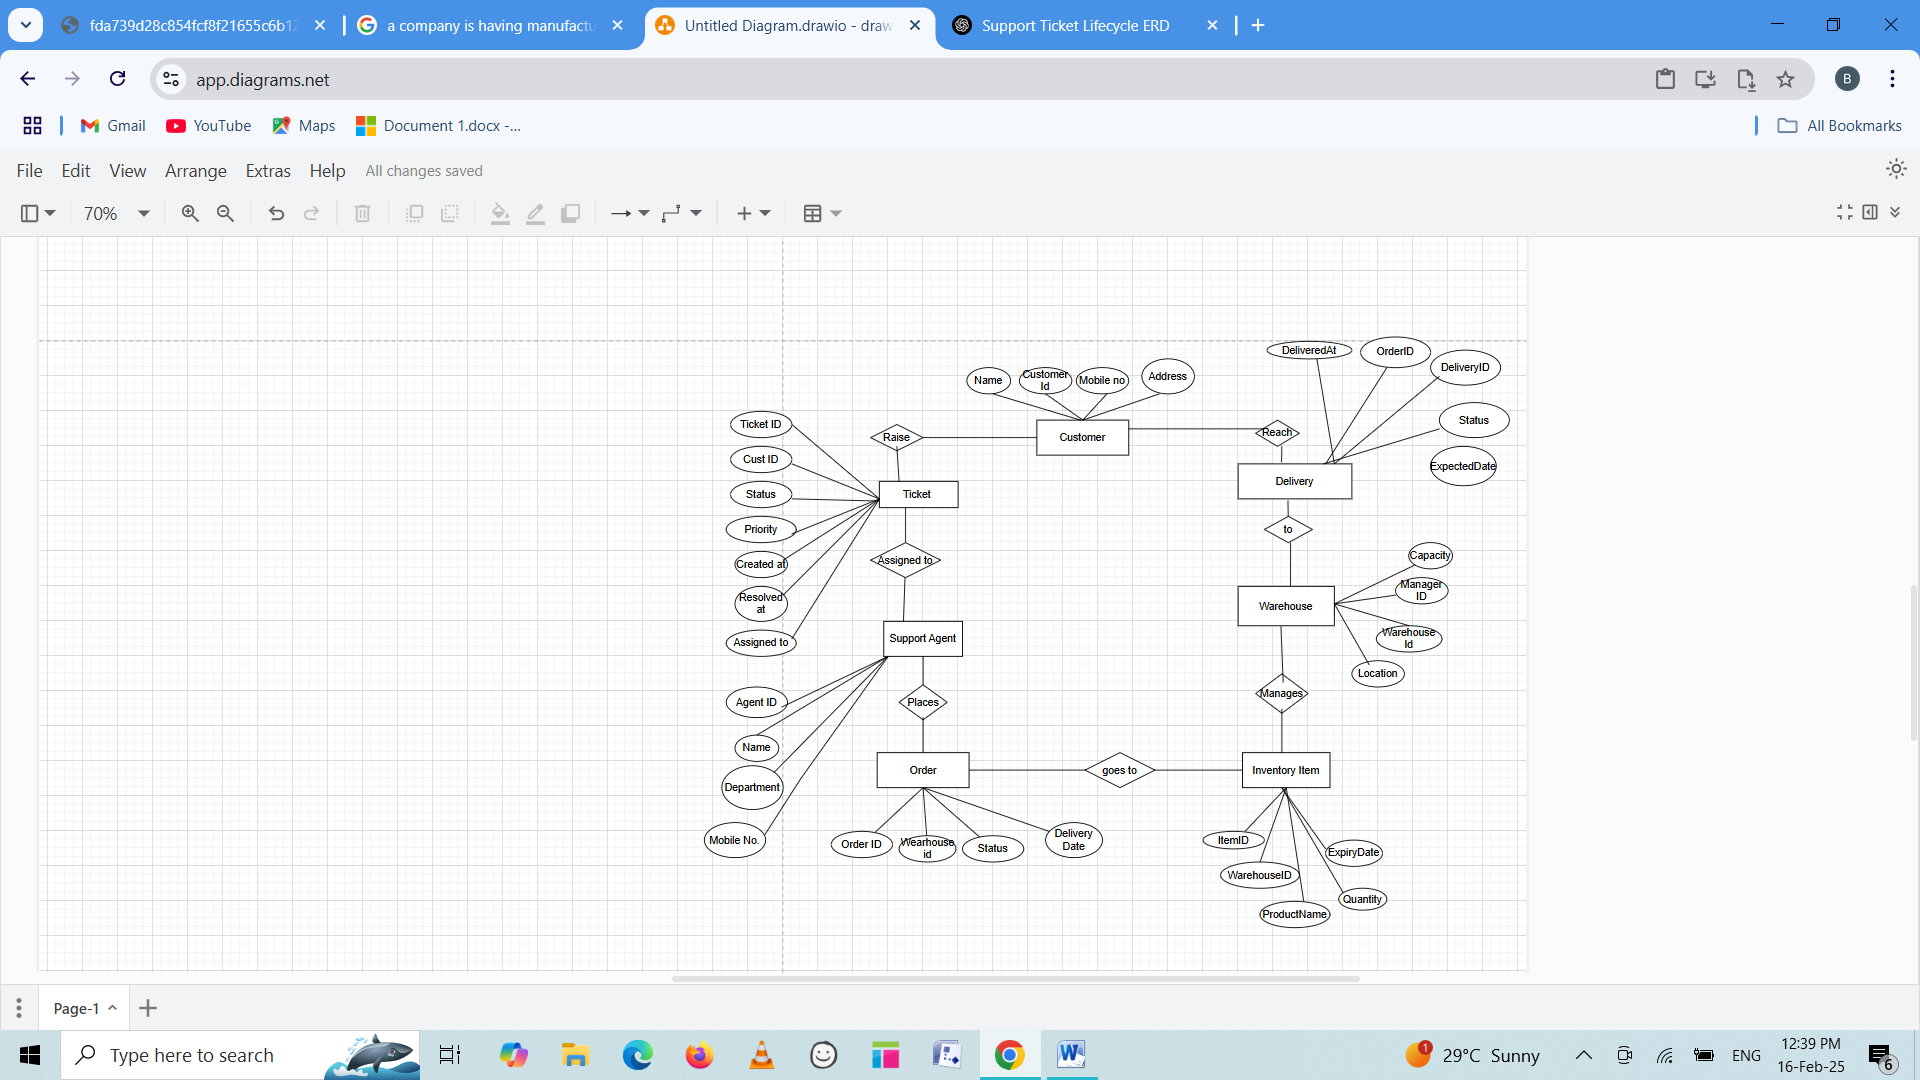 fda739d28c854fcf8f21655c6b12
a company is having manufactu
Untitled Diagram.drawio - draw
Support Ticket Lifecycle ERD
app.diagrams.net
B
Gmail
YouTube
Maps
Document 1.docx -...
All Bookmarks
File
Edit
View
Arrange
Extras
Help
All changes saved
70%
DeliveredAt
OrderID
DeliveryID
Status
ExpectedDate
Name
Customer
Id
Mobile no
Address
Customer
Raise
Reach
Delivery
Ticket ID
Cust ID
Status
Priority
Created at
Resolved
at
Assigned to
Ticket
Assigned to
Support Agent
to
Warehouse
Capacity
Manager
ID
Warehouse
Id
Location
Manages
Agent ID
Name
Department
Mobile No.
Places
Order
goes to
Inventory Item
Order ID
Wearhouse
id
Status
Delivery
Date
ItemID
WarehouseID
ProductName
ExpiryDate
Quantity
Page-1
Type here to search
1
29°C Sunny
ENG
12:39 PM
16-Feb-25
6